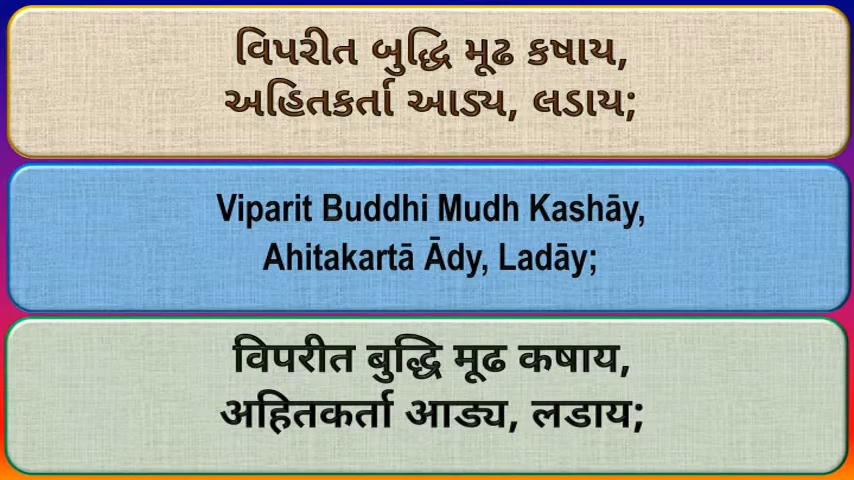 વિપરીત બુદ્ધિ મૂઢ કષાય,
અહિતકર્તા આડ્ય, લડાય;
Viparit Buddhi Mudh Kashāy,
Ahitakartā Ādy, Ladāy;
विपरीत बुद्धि मूढ कषाय,
अहितकर्ता आड्य, लडाय;